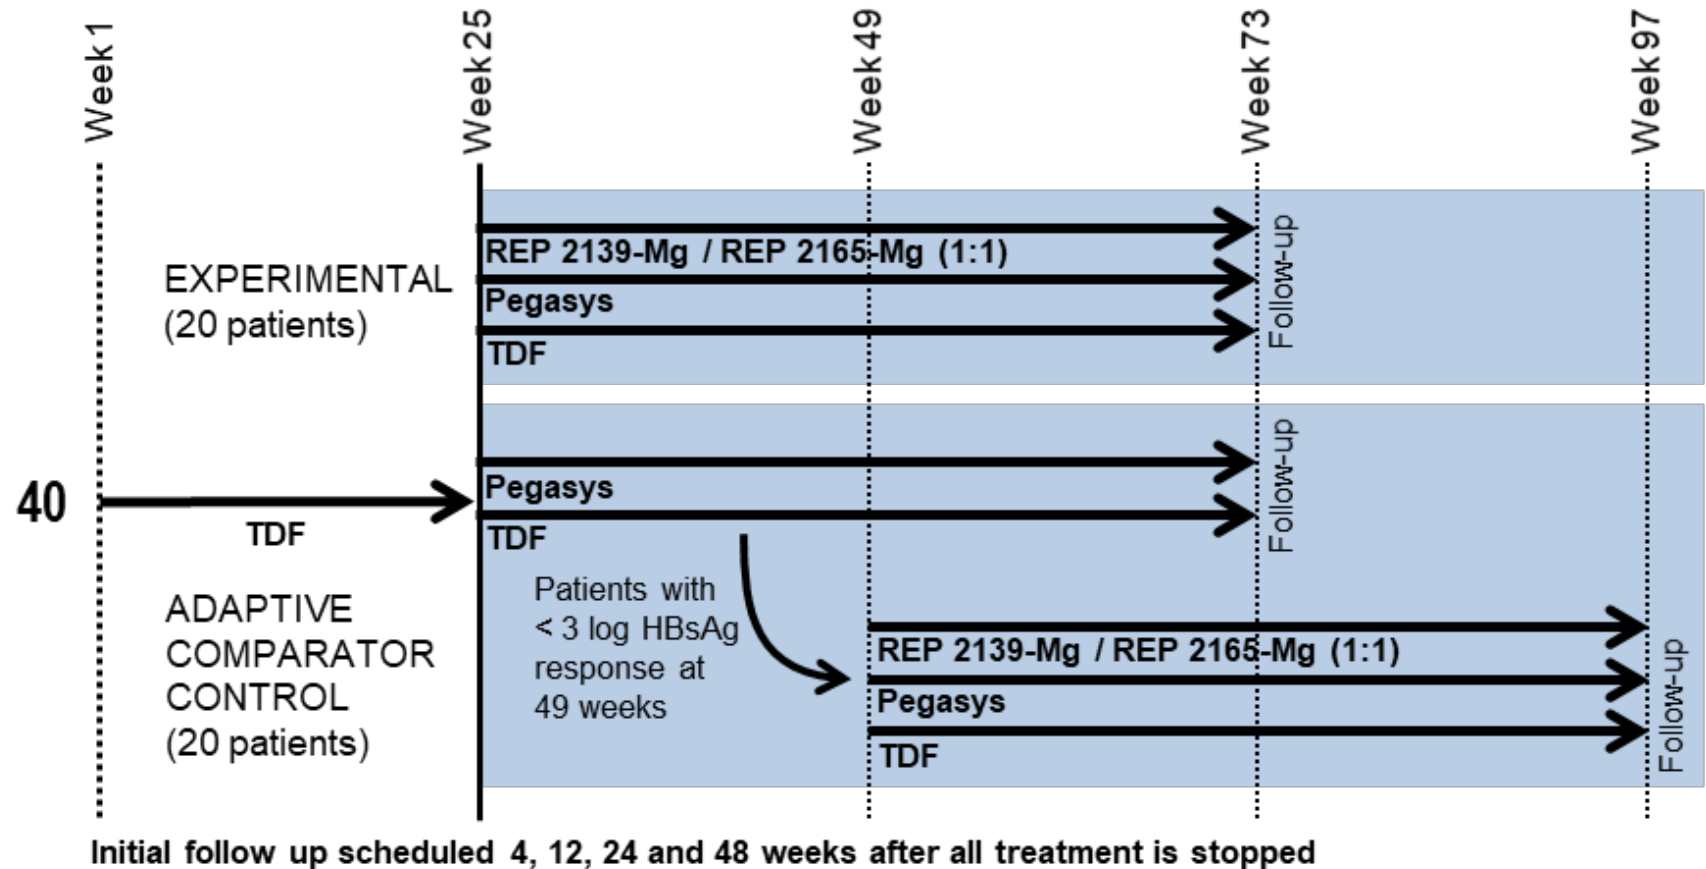 Week 1
Week 25
Week 49
Week 73
Week 97
EXPERIMENTAL
(20 patients)
REP 2139-Mg / REP 2165-Mg (1:1)
Pegasys
TDF
Follow-up
40
TDF
Pegasys
TDF
Follow-up
ADAPTIVE
COMPARATOR
CONTROL
(20 patients)
Patients with
< 3 log HBsAg
response at
49 weeks
REP 2139-Mg / REP 2165-Mg (1:1)
Pegasys
TDF
Follow-up
Initial follow up scheduled 4, 12, 24 and 48 weeks after all treatment is stopped